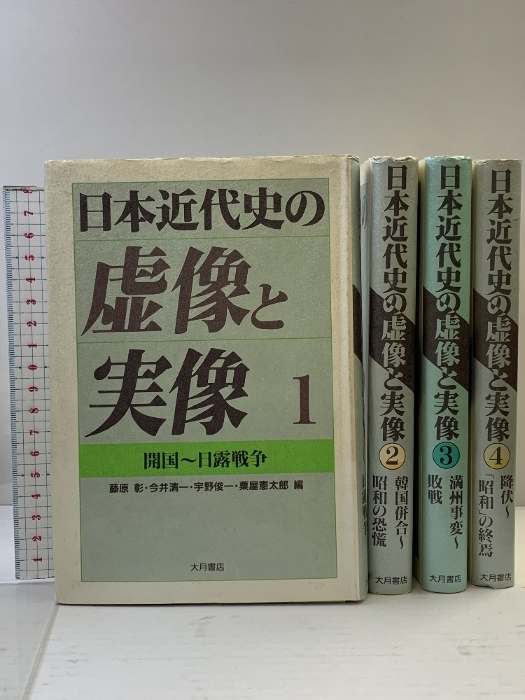 日本近代史の
虚像と
実像 1
開国～日露戦争
藤原 彰・今井清一・宇野俊一・粟屋憲太郎 編
大月書店
日本近代史の虚像と実像
2
韓国併合～
昭和の恐慌
大月書店
日本近代史の虚像と実像
3
満州事変～
敗戦
大月書店
日本近代史の虚像と実像
4
降伏～
「昭和」の終焉
大月書店